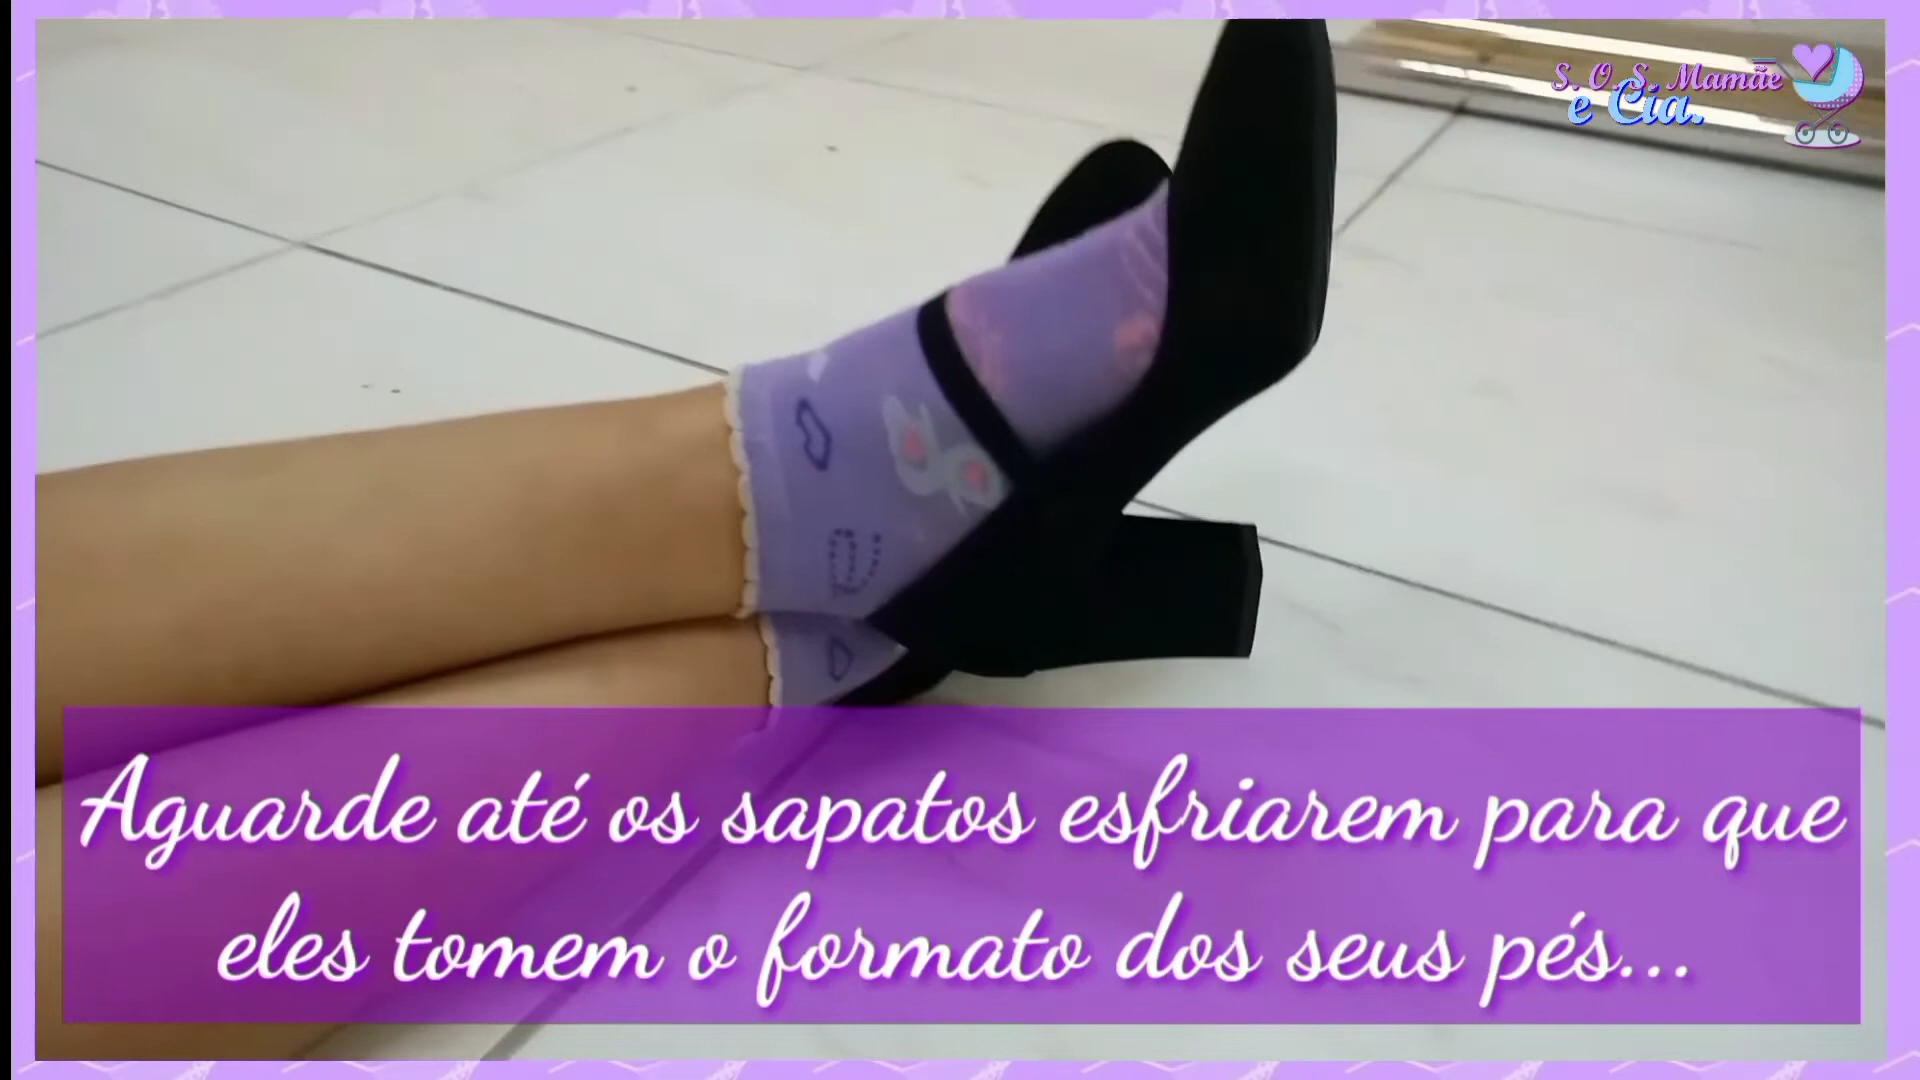 S. O. S. Mamãe
e Cia.
Aguarde até os sapatos esfriarem para que
eles tomem o formato dos seus pés...